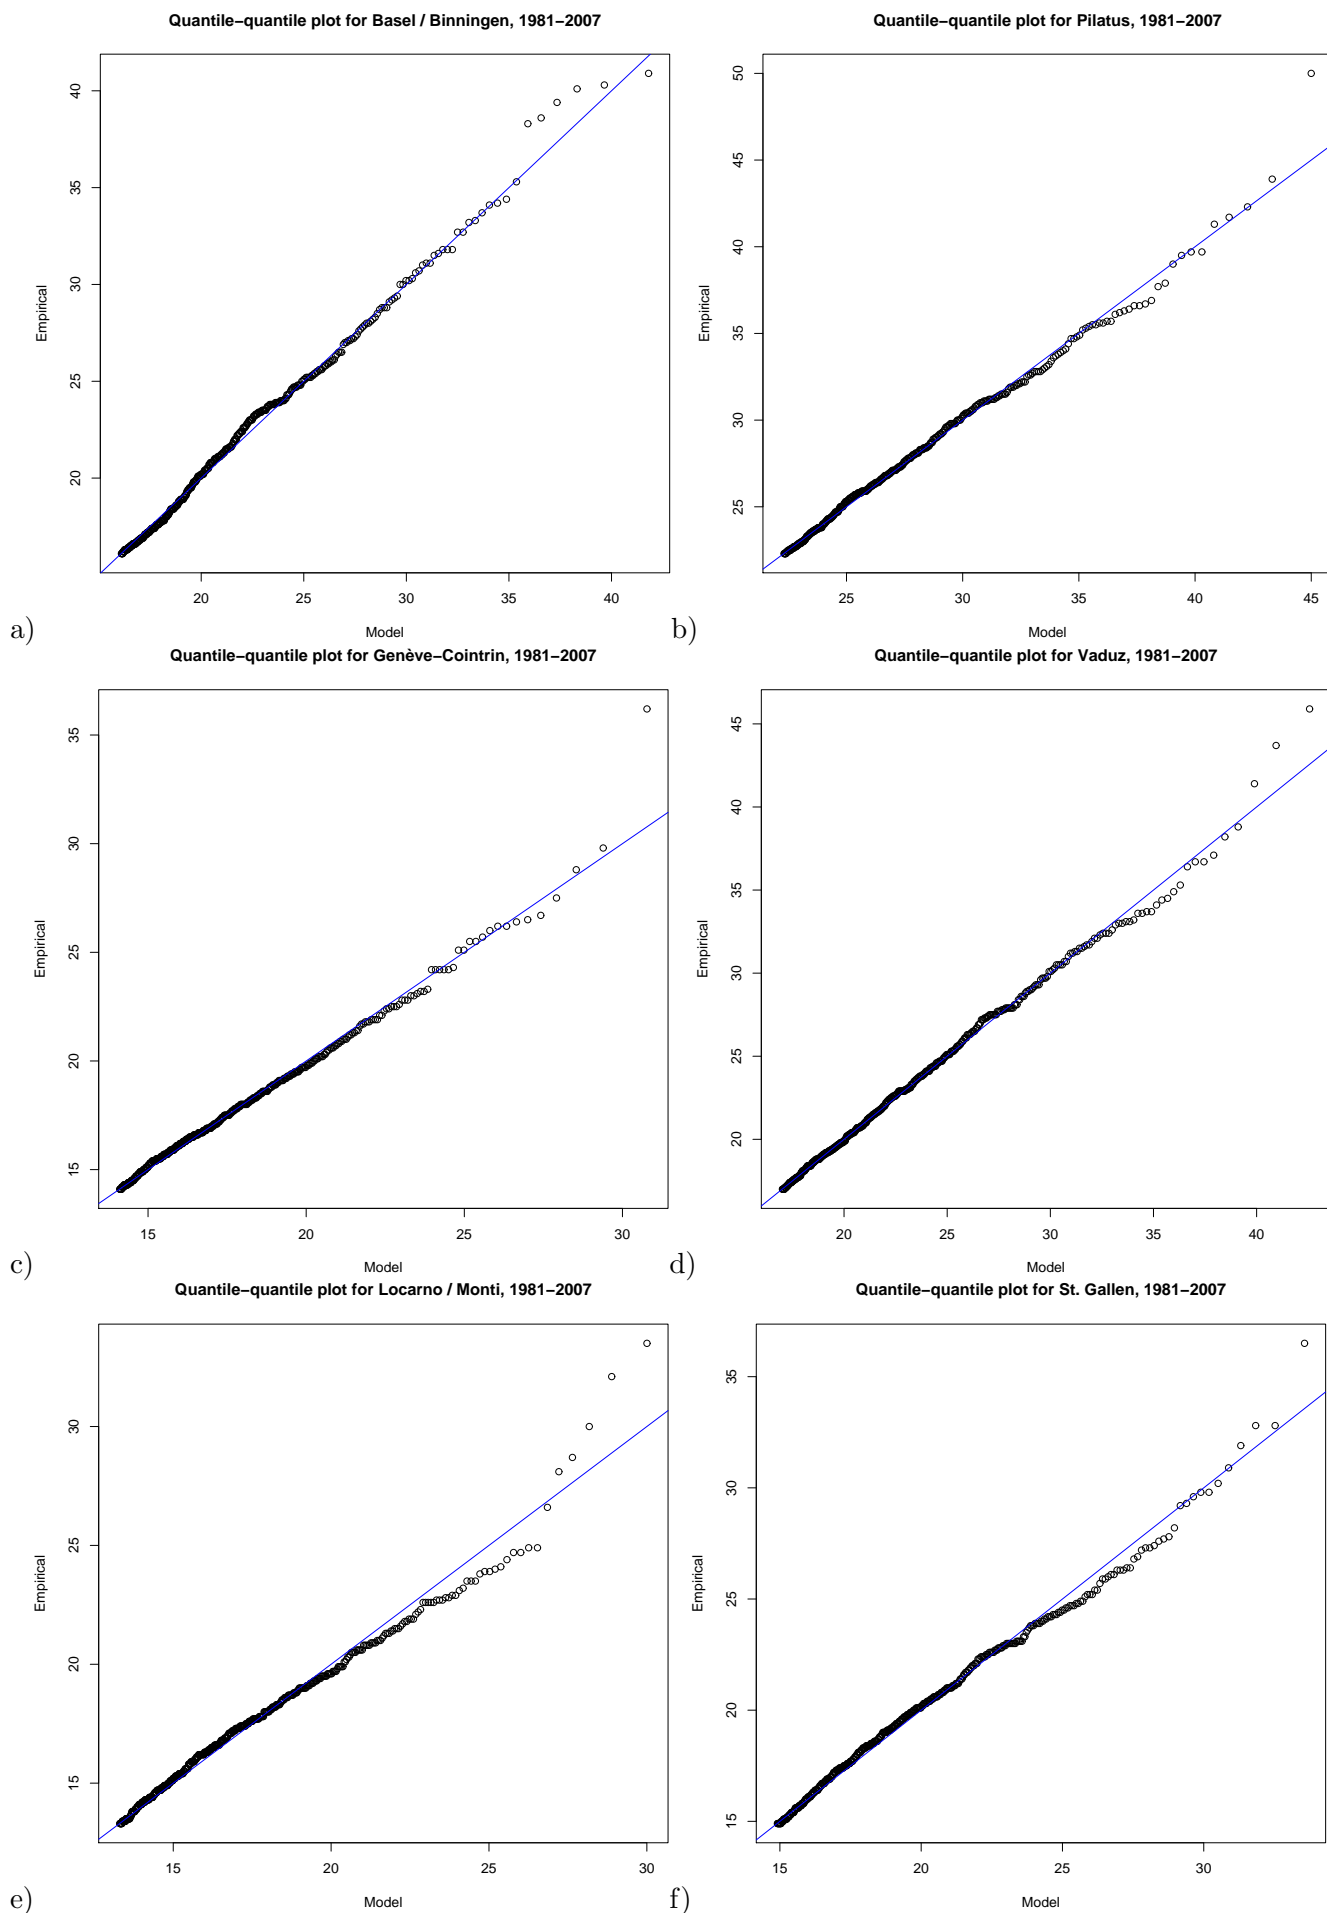 Quantile−quantile plot for Basel / Binningen, 1981−2007
Empirical
20 25 30 35 40
20 25 30 35 40
Model
a)
Quantile−quantile plot for Pilatus, 1981−2007
Empirical
25 30 35 40 45 50
25 30 35 40 45
Model
b)
Quantile−quantile plot for Genève−Cointrin, 1981−2007
Empirical
15 20 25 30 35
15 20 25 30
Model
c)
Quantile−quantile plot for Vaduz, 1981−2007
Empirical
20 25 30 35 40 45
20 25 30 35 40
Model
d)
Quantile−quantile plot for Locarno / Monti, 1981−2007
Empirical
15 20 25 30
15 20 25 30
Model
e)
Quantile−quantile plot for St. Gallen, 1981−2007
Empirical
15 20 25 30 35
15 20 25 30
Model
f)